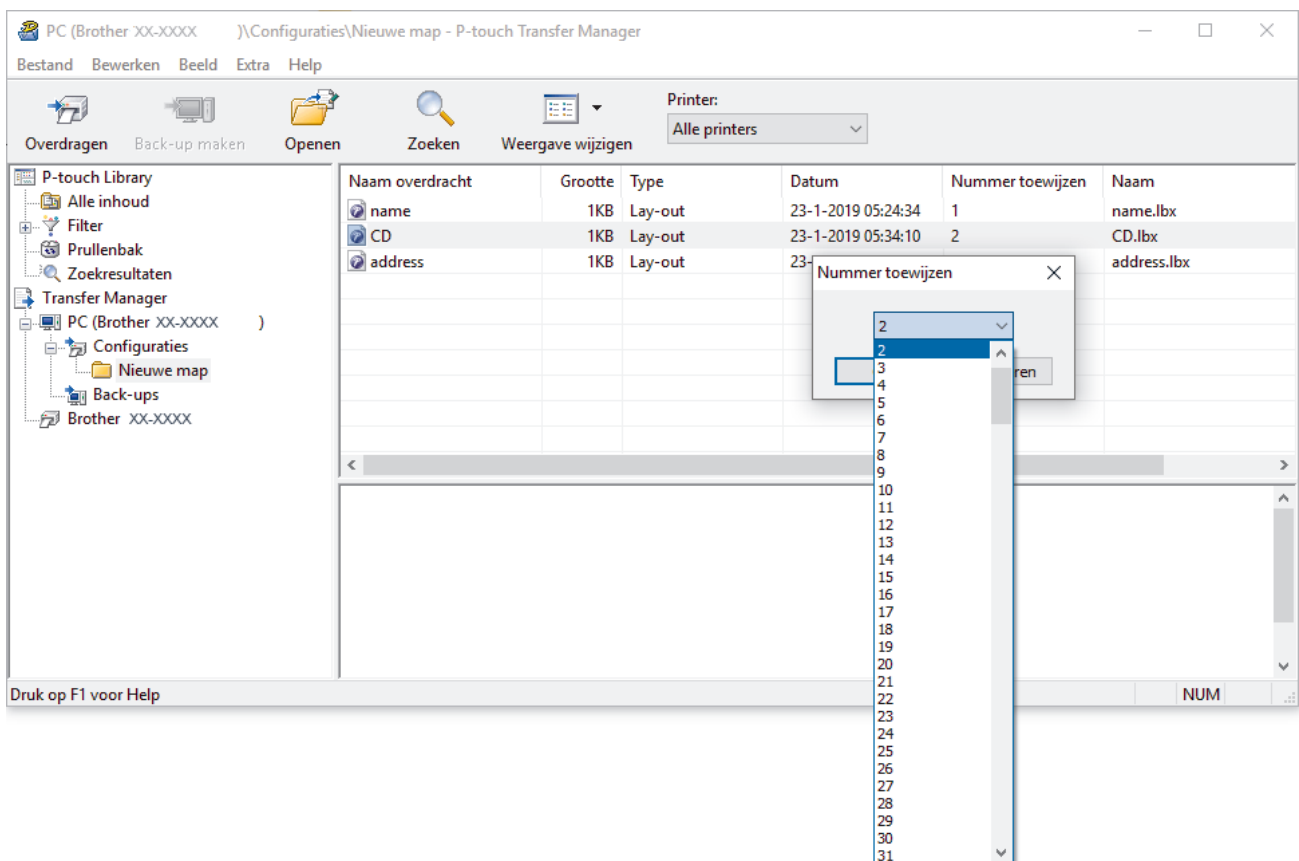 PC (Brother XX-XXXX )\Configuraties\Nieuwe map - P-touch Transfer Manager
Bestand Bewerken Beeld Extra Help
Overdragen Back-up maken Openen Zoeken Weergave wijzigen
Printer:
Alle printers
P-touch Library
Alle inhoud
Filter
Prullenbak
Zoekresultaten
Transfer Manager
PC (Brother XX-XXXX )
Configuraties
Nieuwe map
Back-ups
Brother XX-XXXX
Naam overdracht Grootte Type Datum Nummer toewijzen Naam
name 1KB Lay-out 23-1-2019 05:24:34 1 name.lbx
CD 1KB Lay-out 23-1-2019 05:34:10 2 CD.lbx
address 1KB Lay-out 23- address.lbx
Nummer toewijzen
2
ren
2
3
4
5
6
7
8
9
10
11
12
13
14
15
16
17
18
19
20
21
22
23
24
25
26
27
28
29
30
31
Druk op F1 voor Help
NUM